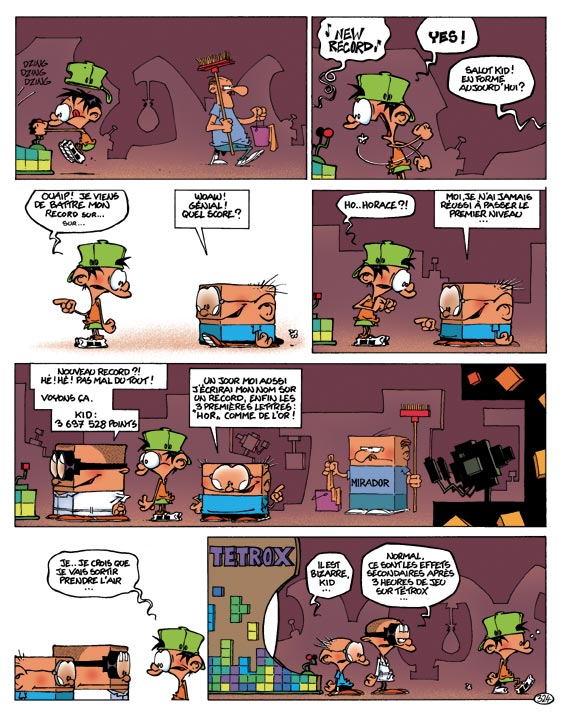 DZING
DZING
DZING
NEW
RECORD
YES !
SALUT KID !
EN FORME
AUJOURD'HUI ?
OUAIP ! JE VIENS
DE BATTRE MON
RECORD SUR...
SUR...
WOAW !
GÉNIAL !
QUEL SCORE ?
HO.. HORACE ?!
MOI, JE N'AI JAMAIS
RÉUSSI À PASSER LE
PREMIER NIVEAU
...
NOUVEAU RECORD ?!
HÉ ! HÉ ! PAS MAL DU TOUT !
VOYONS ÇA.
KID :
3 697 528 POINTS
UN JOUR MOI AUSSI
J'ÉCRIRAI MON NOM SUR
UN RECORD, ENFIN LES
3 PREMIÈRES LETTRES :
"HOR" COMME DE L'OR !
MIRADOR
JE... JE CROIS QUE
JE VAIS SORTIR
PRENDRE L'AIR
...
TETROX
IL EST
BIZARRE,
KID
...
NORMAL,
CE SONT LES EFFETS
SECONDAIRES APRÈS
3 HEURES DE JEU
SUR TÉTROX
...